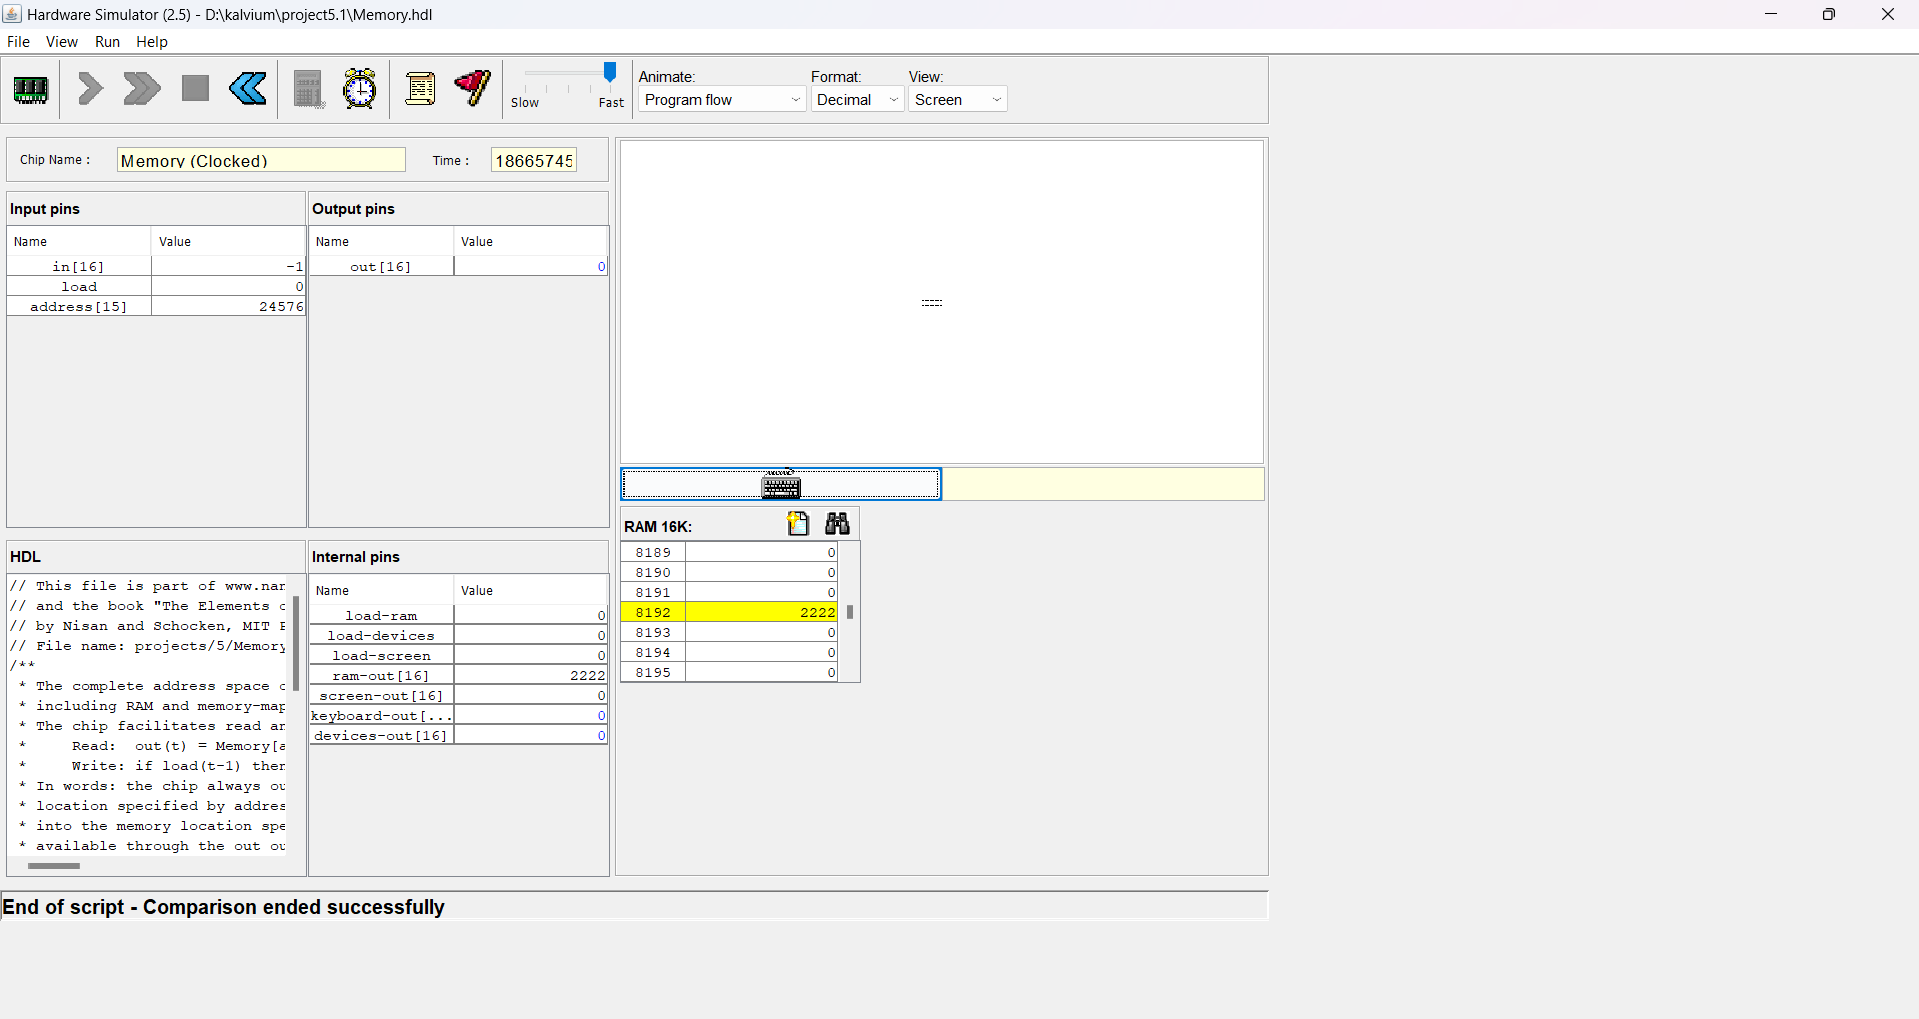 Hardware Simulator (2.5) - D:\kalvium\project5.1\Memory.hdl
File View Run Help
Slow Fast
Animate: Format: View:
Program flow Decimal Screen
Chip Name : Memory (Clocked) Time : 18665745
Input pins
Name Value
in[16] -1
load 0
address[15] 24576
Output pins
Name Value
out[16] 0
HDL
// This file is part of www.nan
// and the book "The Elements o
// by Nisan and Schocken, MIT P
// File name: projects/5/Memory
/**
* The complete address space o
* including RAM and memory-map
* The chip facilitates read an
* Read: out(t) = Memory[a
* Write: if load(t-1) then
* In words: the chip always ou
* location specified by addres
* into the memory location spe
* available through the out ou
Internal pins
Name Value
load-ram 0
load-devices 0
load-screen 0
ram-out[16] 2222
screen-out[16] 0
keyboard-out[... 0
devices-out[16] 0
RAM 16K:
8189 0
8190 0
8191 0
8192 2222
8193 0
8194 0
8195 0
End of script - Comparison ended successfully